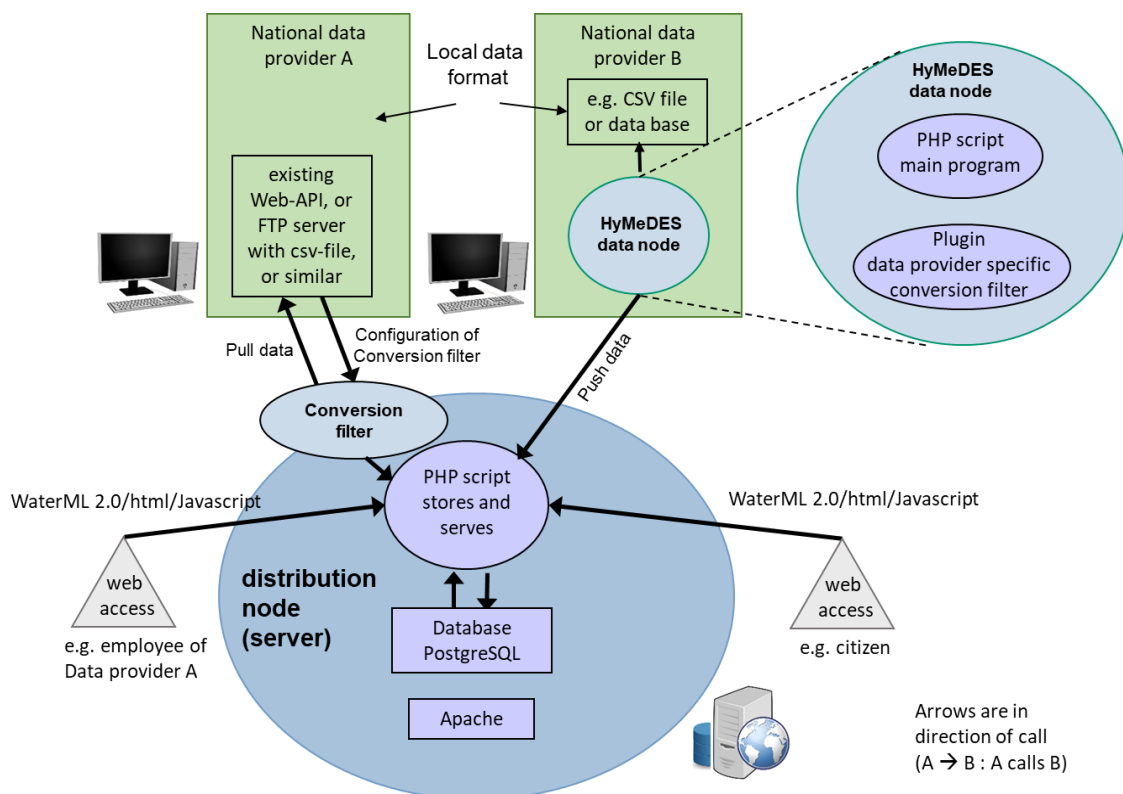 National data
provider A
Local data
format
National data
provider B
e.g. CSV file
or data base
HyMeDES
data node
PHP script
main program
Plugin
data provider specific
conversion filter
existing
Web-API, or
FTP server
with csv-file,
or similar
HyMeDES
data node
Pull data
Configuration of
Conversion filter
Push data
Conversion
filter
PHP script
stores and
serves
WaterML 2.0/html/Javascript
WaterML 2.0/html/Javascript
web
access
e.g. employee of
Data provider A
distribution
node
(server)
Database
PostgreSQL
Apache
web
access
e.g. citizen
Arrows are in
direction of call
(A → B : A calls B)